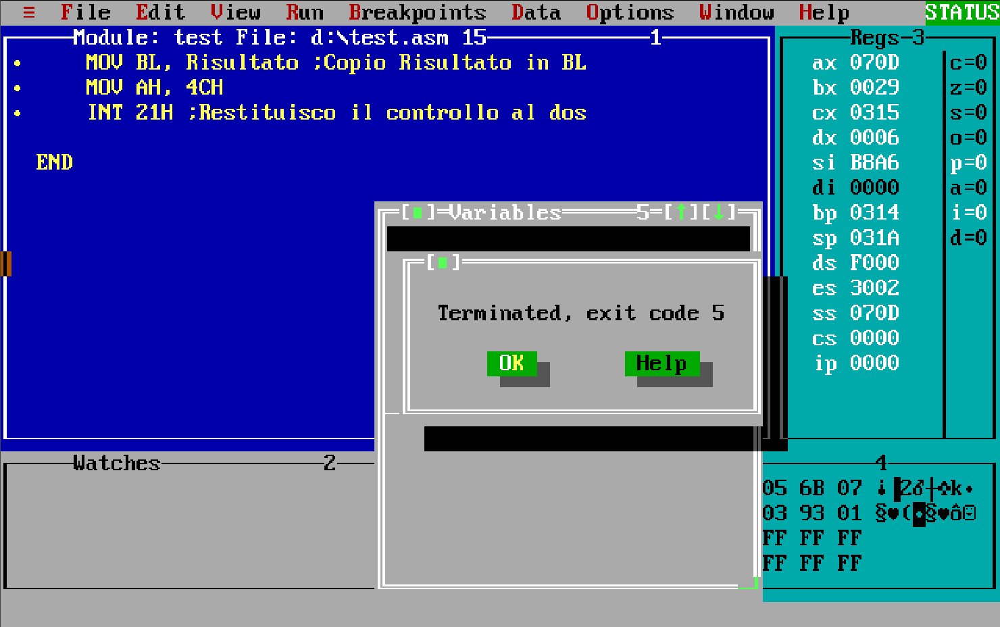 ≡ File Edit View Run Breakpoints Data Options Window Help STATUS
Module: test File: d:\test.asm 15 1
MOV BL, Risultato ;Copio Risultato in BL
MOV AH, 4CH
INT 21H ;Restituisco il controllo al dos
END
Regs 3
ax 070D c=0
bx 0029 z=0
cx 0315 s=0
dx 0006 o=0
si B8A6 p=0
di 0000 a=0
bp 0314 i=0
sp 031A d=0
ds F000
es 3002
ss 070D
cs 0000
ip 0000
[■]=Variables 5=[↑][↓]
[■]
Terminated, exit code 5
OK Help
Watches 2
4
05 6B 07
03 93 01
FF FF FF
FF FF FF